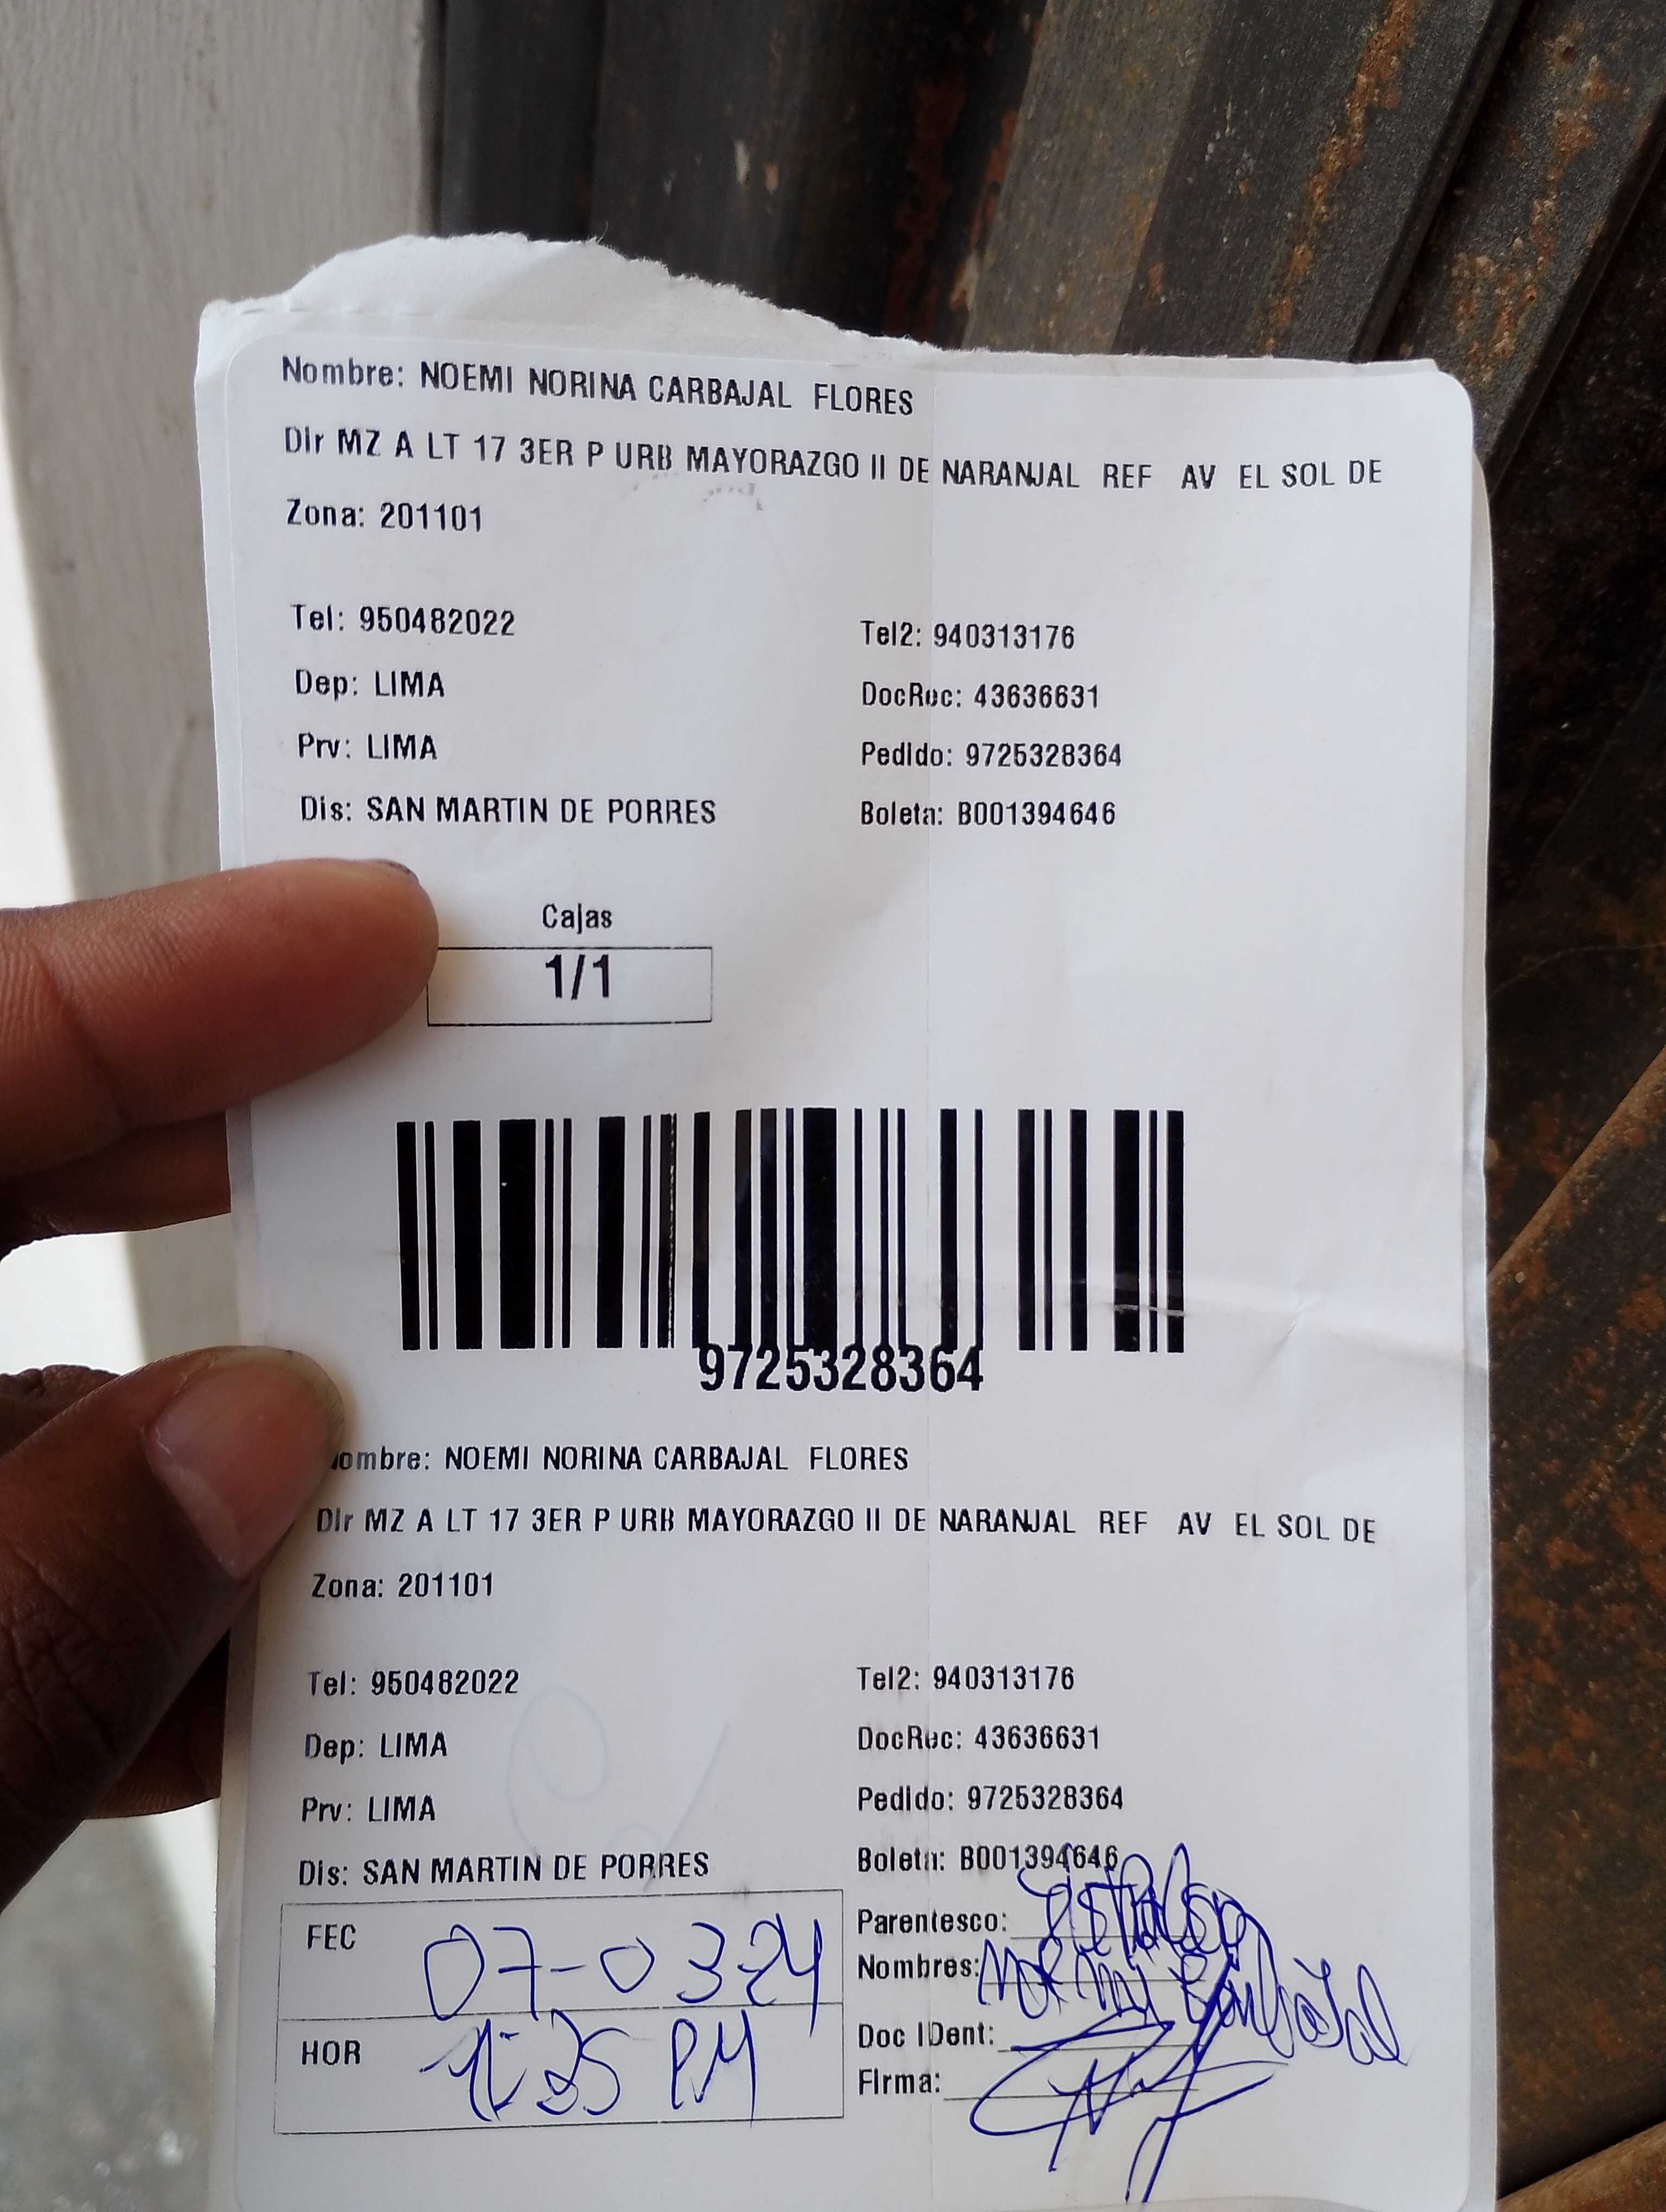 Nombre: NOEMI NORINA CARBAJAL FLORES
Dir MZ A LT 17 3ER P URB MAYORAZGO II DE NARANJAL REF AV EL SOL DE
Zona: 201101
Tel: 950482022 Tel2: 940313176
Dep: LIMA DocRec: 43636631
Prv: LIMA Pedido: 9725328364
Dis: SAN MARTIN DE PORRES Boleta: B001394646
Cajas
1/1
9725328364
ombre: NOEMI NORINA CARBAJAL FLORES
Dir MZ A LT 17 3ER P URB MAYORAZGO II DE NARANJAL REF AV EL SOL DE
Zona: 201101
Tel: 950482022 Tel2: 940313176
Dep: LIMA DocRec: 43636631
Prv: LIMA Pedido: 9725328364
Dis: SAN MARTIN DE PORRES Boleta: B001394646
FEC 07-03-24 Parentesco:
Nombres: Carbajal
HOR PM Doc IDent:
Firma: